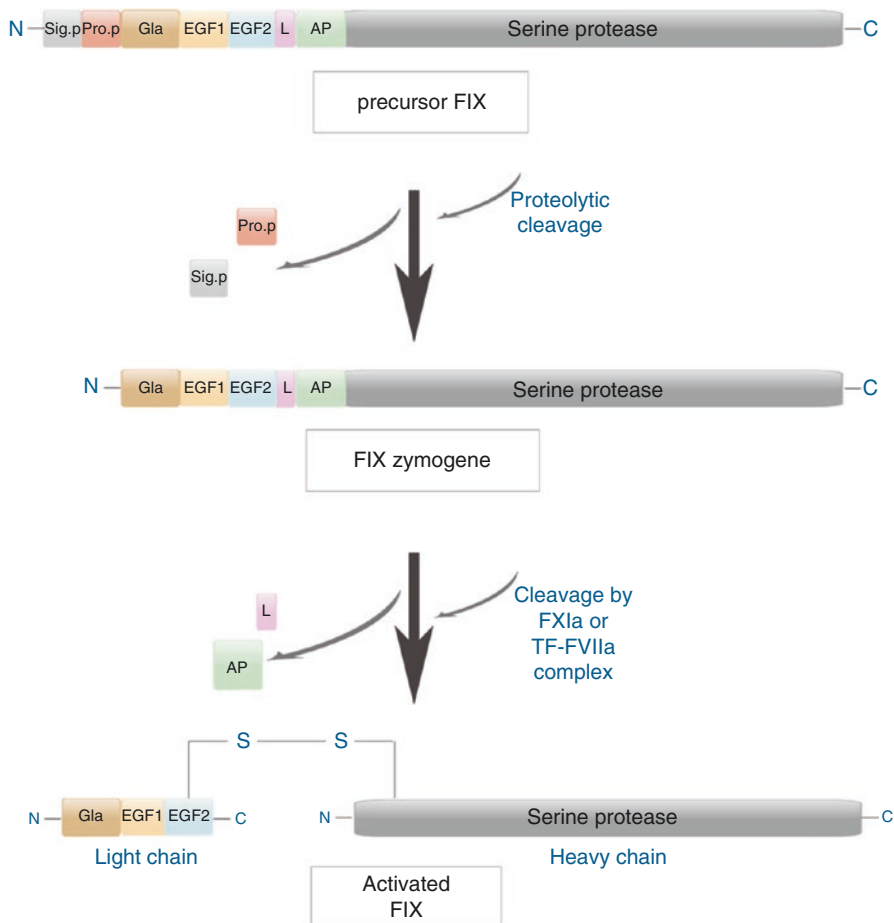 N Sig.p Pro.p Gla EGF1 EGF2 L AP Serine protease C
precursor FIX
Proteolytic
cleavage
Pro.p
Sig.p
N Gla EGF1 EGF2 L AP Serine protease C
FIX zymogene
Cleavage by
FXIa or
TF-FVIIa
complex
L
AP
S S
N Gla EGF1 EGF2 C N Serine protease C
Light chain Heavy chain
Activated
FIX